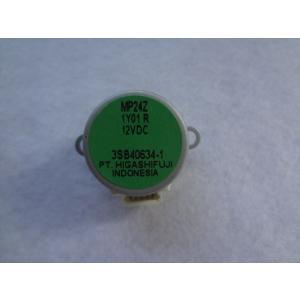 MP24Z
1Y01 R
12VDC
3SB40634-1
PT. HIGASHIFUJI
INDONESIA